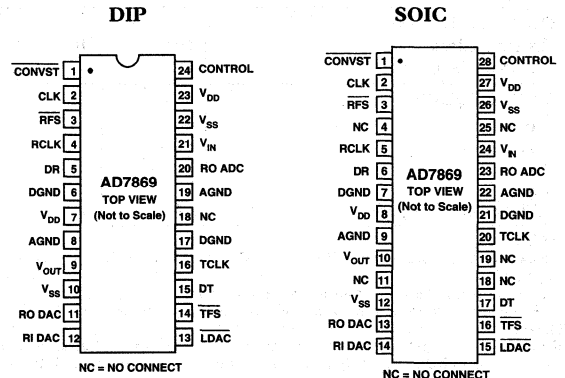 DIP
CONVST 1
24 CONTROL
CLK 2
23 VDD
RFS 3
22 VSS
RCLK 4
21 VIN
DR 5
20 RO ADC
DGND 6
19 AGND
VDD 7
18 NC
AGND 8
17 DGND
VOUT 9
16 TCLK
VSS 10
15 DT
RO DAC 11
14 TFS
RI DAC 12
13 LDAC
AD7869
TOP VIEW
(Not to Scale)
NC = NO CONNECT
SOIC
CONVST 1
28 CONTROL
CLK 2
27 VDD
RFS 3
26 VSS
NC 4
25 NC
RCLK 5
24 VIN
DR 6
23 RO ADC
DGND 7
22 AGND
VDD 8
21 DGND
AGND 9
20 TCLK
VOUT 10
19 NC
NC 11
18 NC
VSS 12
17 DT
RO DAC 13
16 TFS
RI DAC 14
15 LDAC
AD7869
TOP VIEW
(Not to Scale)
NC = NO CONNECT